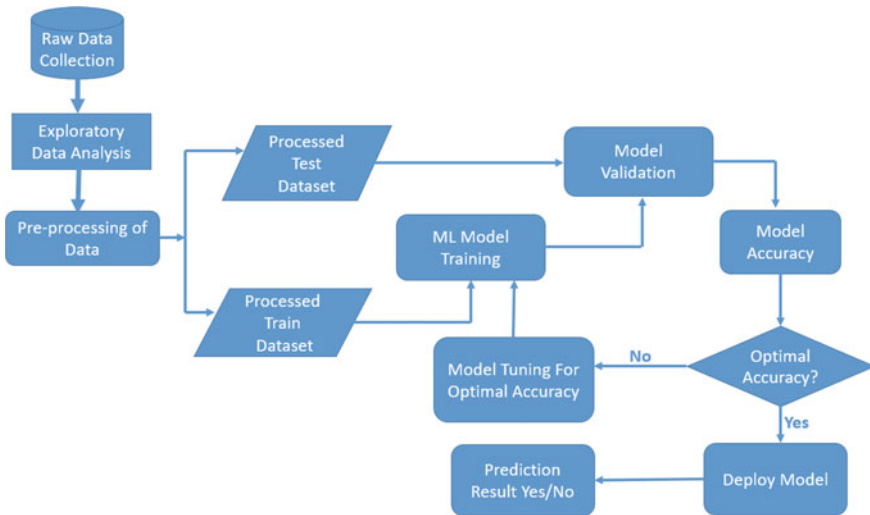 Raw Data
Collection
Exploratory
Data Analysis
Pre-processing of
Data
Processed
Test
Dataset
Processed
Train
Dataset
ML Model
Training
Model
Validation
Model
Accuracy
Optimal
Accuracy?
No
Model Tuning For
Optimal Accuracy
Yes
Deploy Model
Prediction
Result Yes/No